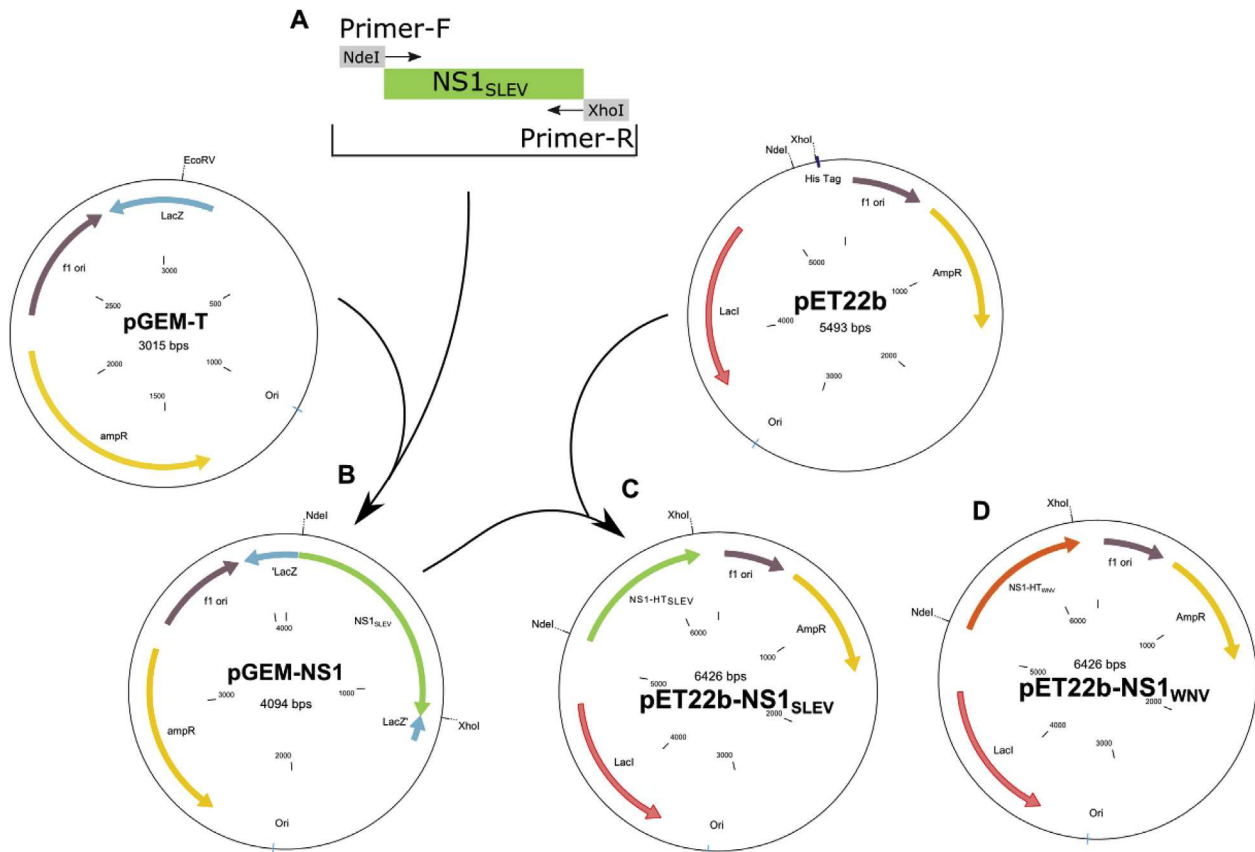 A
Primer-F
NdeI
NS1SLEV
XhoI
Primer-R
EcoRV
LacZ
f1 ori
3000
500
2500
pGEM-T
3015 bps
2000
1000
1500
Ori
ampR
XhoI
NdeI
His Tag
f1 ori
AmpR
5000
1000
pET22b
5493 bps
LacI
4000
2000
3000
Ori
B
NdeI
'LacZ
f1 ori
NS1SLEV
4000
pGEM-NS1
4094 bps
1000
3000
LacZ'
XhoI
ampR
2000
Ori
C
XhoI
f1 ori
NS1-HTSLEV
NdeI
AmpR
6000
1000
6426 bps
5000
pET22b-NS1SLEV
2000
4000
LacI
3000
Ori
D
XhoI
f1 ori
NS1-HTWNV
NdeI
AmpR
6000
1000
6426 bps
5000
pET22b-NS1WNV
2000
4000
LacI
3000
Ori